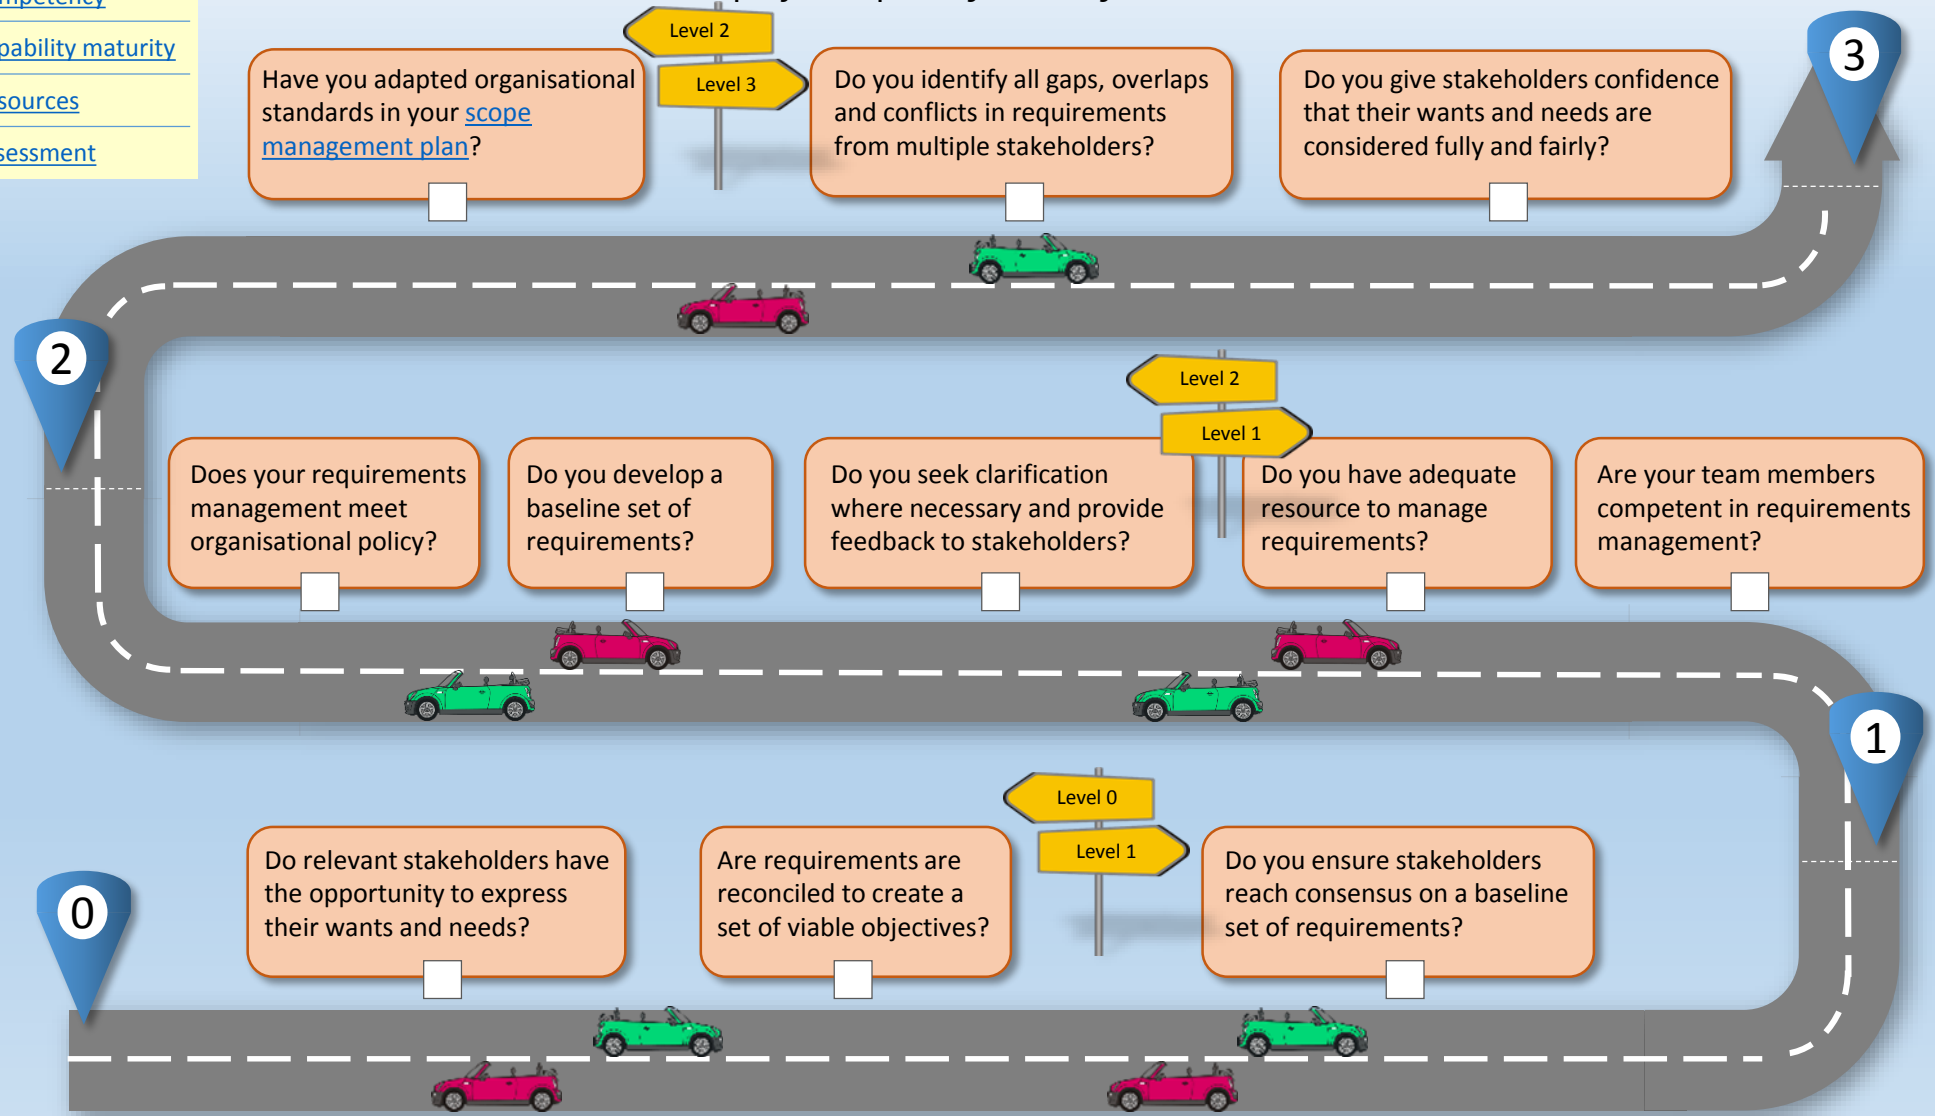 Level 2
Level 3
Have you adapted organisational
standards in your scope
management plan?
Do you identify all gaps, overlaps
and conflicts in requirements
from multiple stakeholders?
Do you give stakeholders confidence
that their wants and needs are
considered fully and fairly?
3
2
Level 2
Level 1
Does your requirements
management meet
organisational policy?
Do you develop a
baseline set of
requirements?
Do you seek clarification
where necessary and provide
feedback to stakeholders?
Do you have adequate
resource to manage
requirements?
Are your team members
competent in requirements
management?
1
Level 0
Level 1
0
Do relevant stakeholders have
the opportunity to express
their wants and needs?
Are requirements are
reconciled to create a
set of viable objectives?
Do you ensure stakeholders
reach consensus on a baseline
set of requirements?
maturity